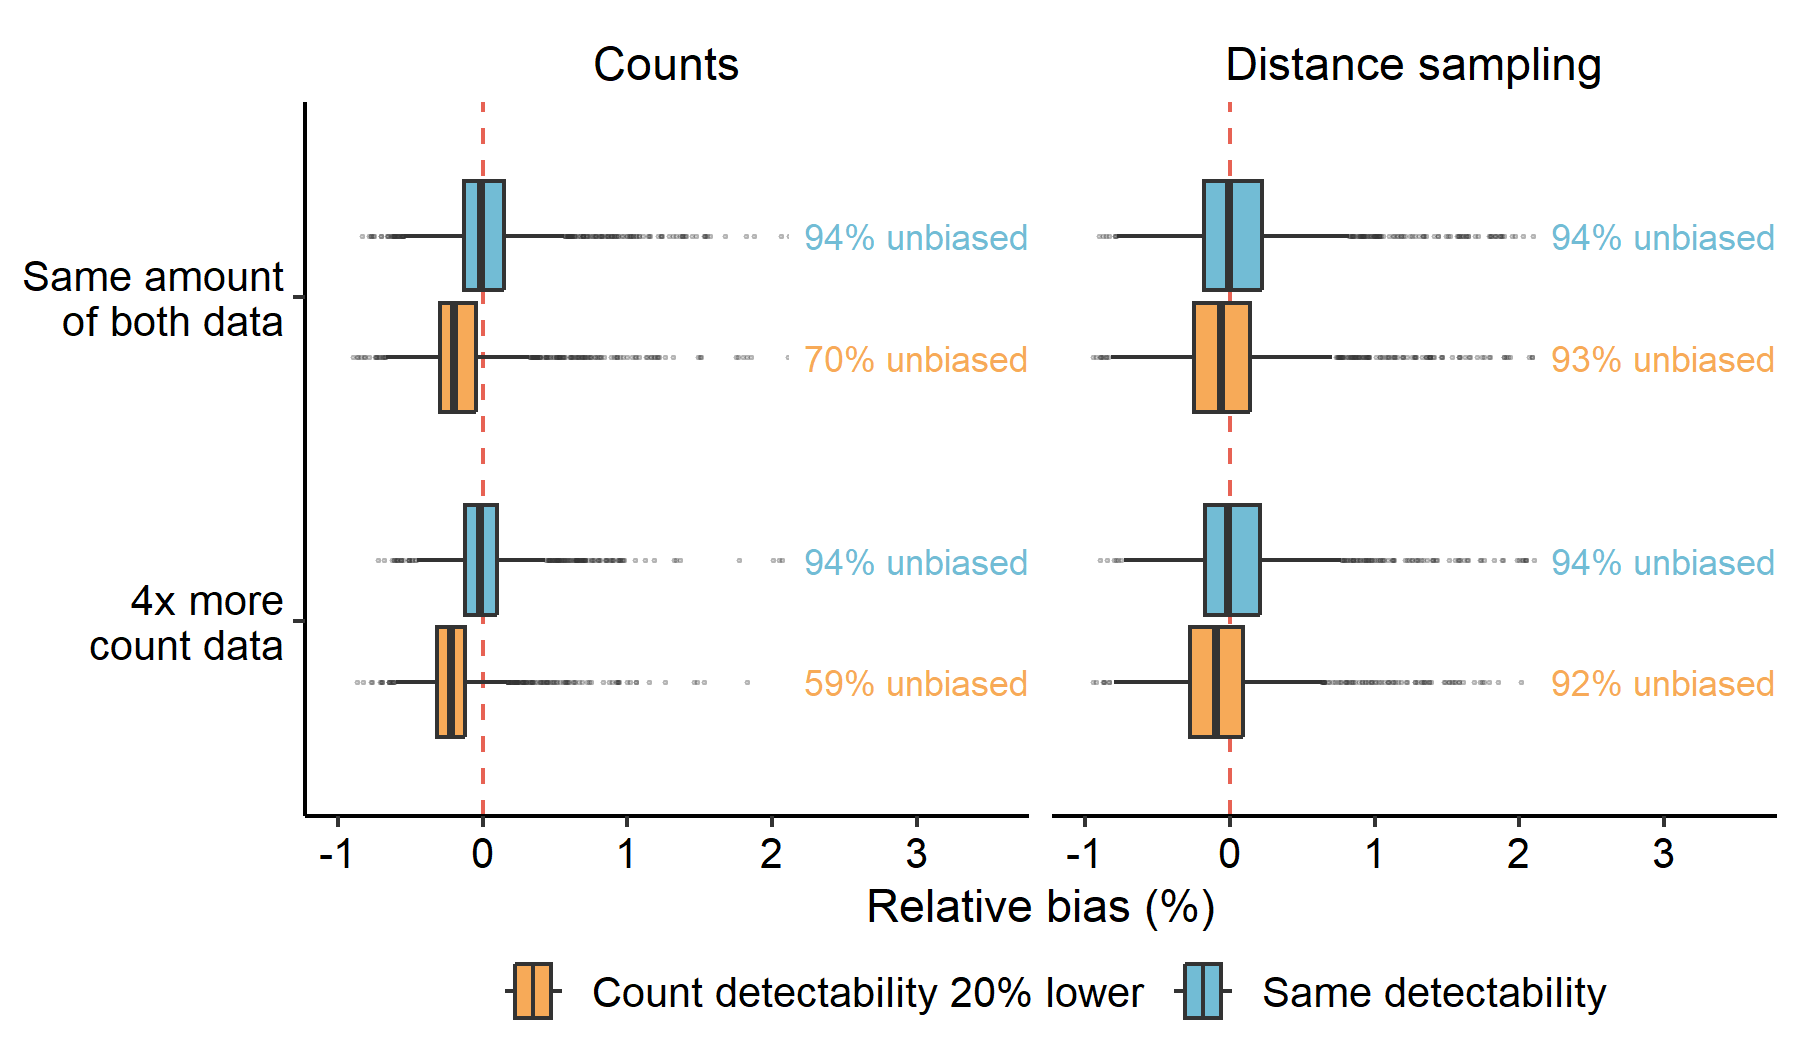 Counts
Distance sampling
Same amount
of both data
94% unbiased
94% unbiased
70% unbiased
93% unbiased
4x more
count data
94% unbiased
94% unbiased
59% unbiased
92% unbiased
-1 0 1 2 3
-1 0 1 2 3
Relative bias (%)
Count detectability 20% lower
Same detectability